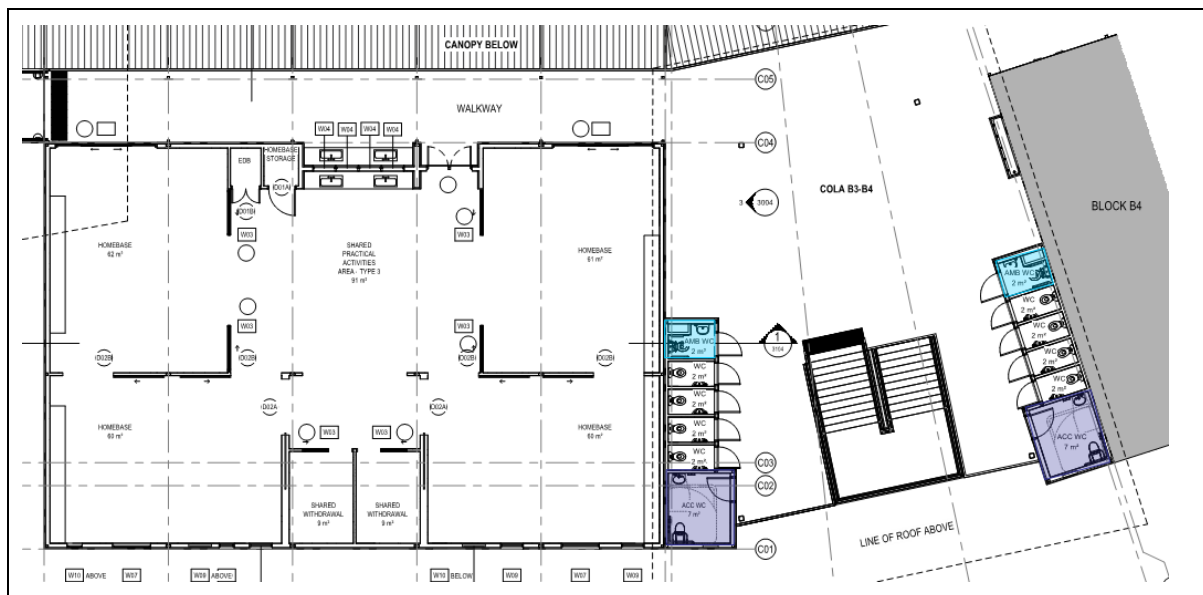 CANOPY BELOW
C05
WALKWAY
W04
W04
W04
W04
C04
EDB
HOMEBASE
STORAGE
D01A
D01B
3
3004
COLA B3-B4
BLOCK B4
W03
W03
HOMEBASE
62 m²
SHARED
PRACTICAL
ACTIVITIES
AREA - TYPE 3
91 m²
HOMEBASE
61 m²
AMB WC
2 m²
WC
2 m²
WC
2 m²
WC
2 m²
WC
2 m²
ACC WC
7 m²
W03
W03
D02B
D02B
D02B
D02B
AMB WC
2 m²
1
3104
WC
2 m²
WC
2 m²
WC
2 m²
WC
2 m²
D02A
D02A
HOMEBASE
60 m²
W03
W03
HOMEBASE
60 m²
C03
C02
SHARED
WITHDRAWAL
9 m²
SHARED
WITHDRAWAL
9 m²
ACC WC
7 m²
LINE OF ROOF ABOVE
C01
W10 ABOVE
W07
W09 ABOVE
W10 BELOW
W09
W07
W09